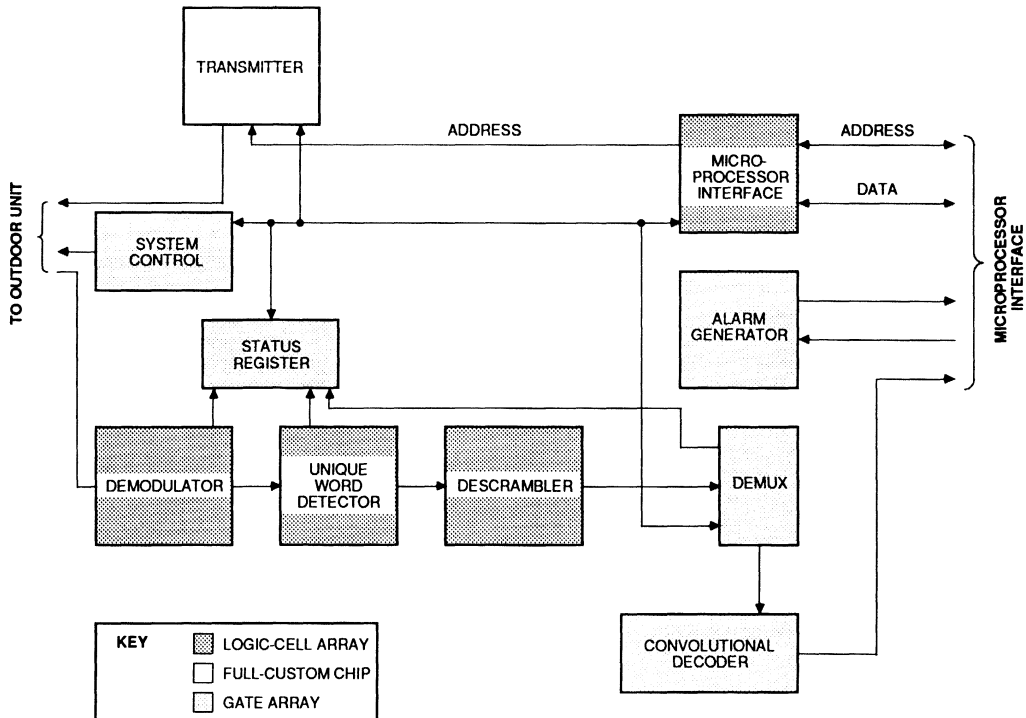 TRANSMITTER
ADDRESS
MICRO-
PROCESSOR
INTERFACE
ADDRESS
DATA
TO OUTDOOR UNIT
SYSTEM
CONTROL
MICROPROCESSOR
INTERFACE
ALARM
GENERATOR
STATUS
REGISTER
DEMODULATOR
UNIQUE
WORD
DETECTOR
DESCRAMBLER
DEMUX
CONVOLUTIONAL
DECODER
KEY
LOGIC-CELL ARRAY
FULL-CUSTOM CHIP
GATE ARRAY